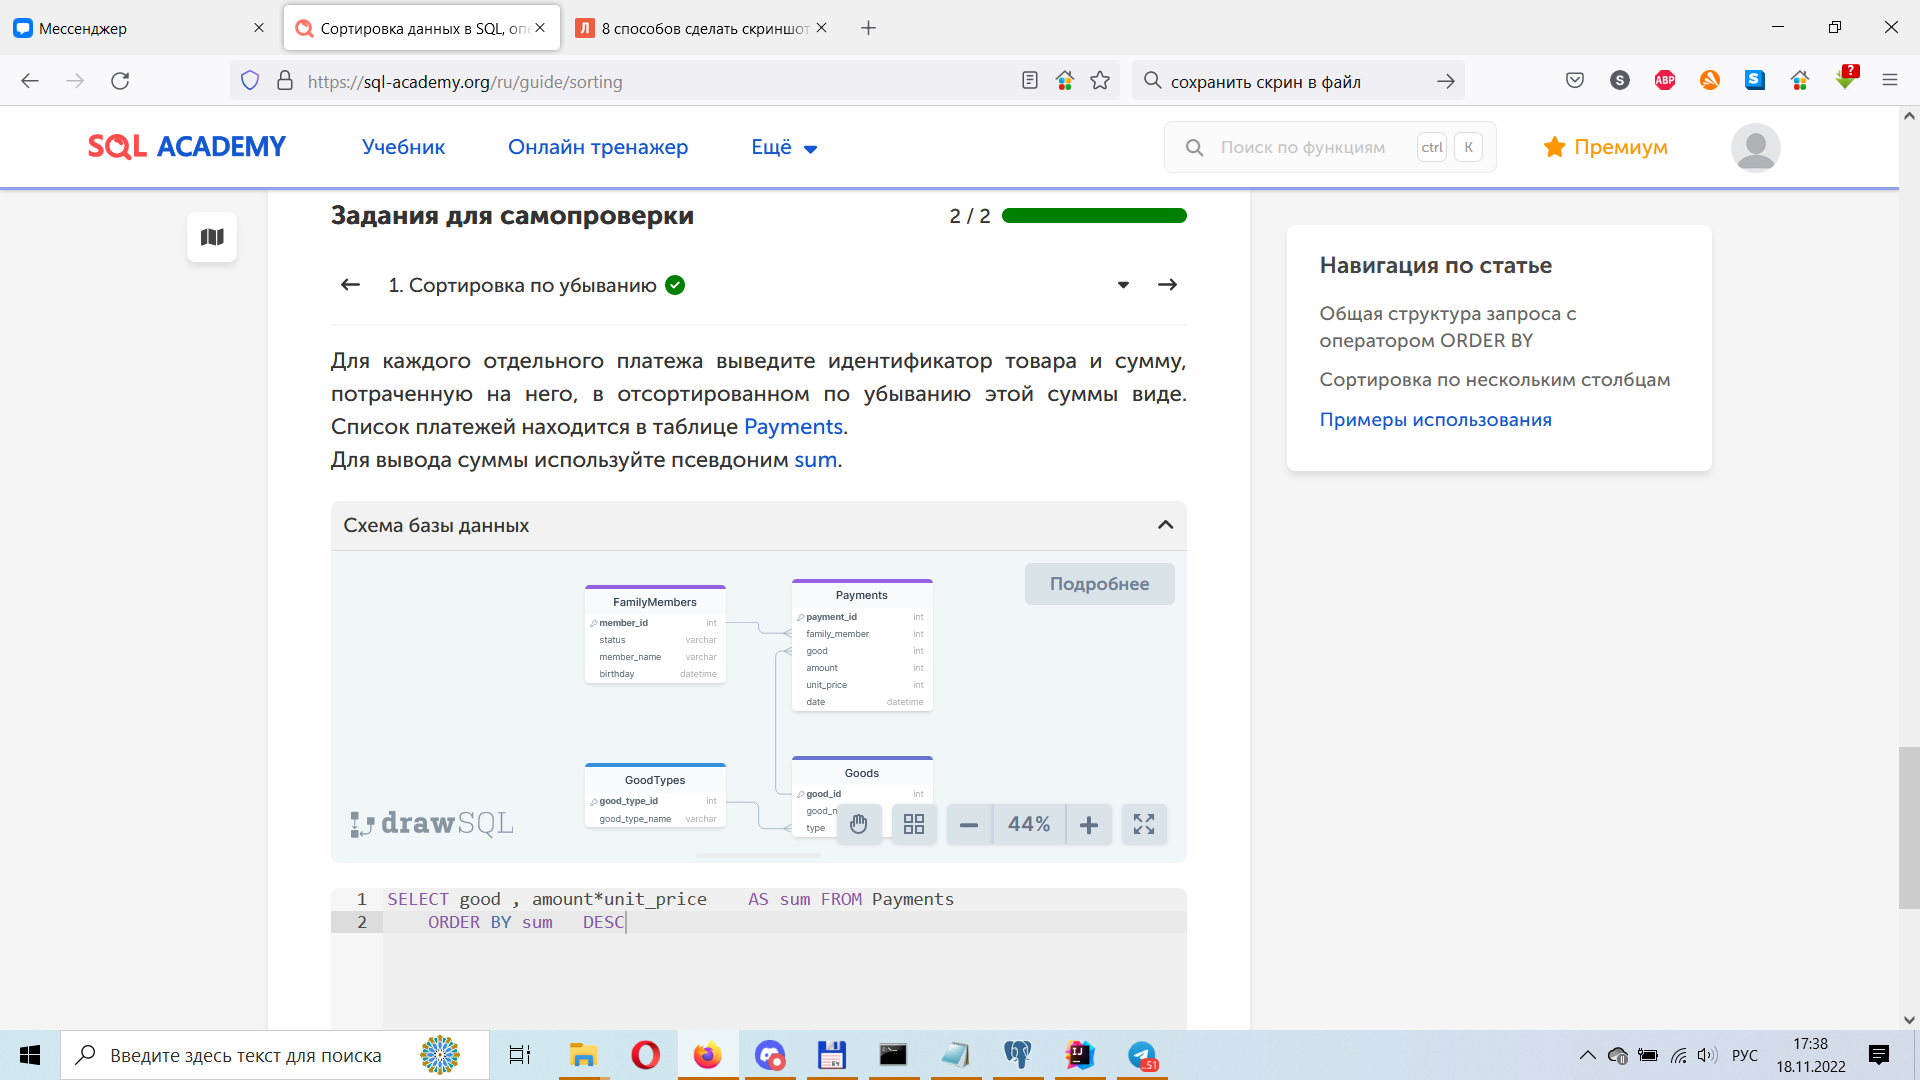 Мессенджер
Сортировка данных в SQL, опе
8 способов сделать скриншот
https://sql-academy.org/ru/guide/sorting
сохранить скрин в файл
S
ABP
S
?
SQL ACADEMY
Учебник
Онлайн тренажер
Ещё
Поиск по функциям
ctrl
K
Премиум
Задания для самопроверки
2 / 2
1. Сортировка по убыванию
Для каждого отдельного платежа выведите идентификатор товара и сумму,
потраченную на него, в отсортированном по убыванию этой суммы виде.
Список платежей находится в таблице Payments.
Для вывода суммы используйте псевдоним sum.
Навигация по статье
Общая структура запроса с
оператором ORDER BY
Сортировка по нескольким столбцам
Примеры использования
Схема базы данных
Подробнее
FamilyMembers
member_id int
status varchar
member_name varchar
birthday datetime
Payments
payment_id int
family_member int
good int
amount int
unit_price int
date datetime
GoodTypes
good_type_id int
good_type_name varchar
Goods
good_id int
good_n
type
drawSQL
44%
1 SELECT good , amount*unit_price    AS sum FROM Payments
2     ORDER BY sum   DESC
Введите здесь текст для поиска
64
IJ
..51
РУС
17:38
18.11.2022